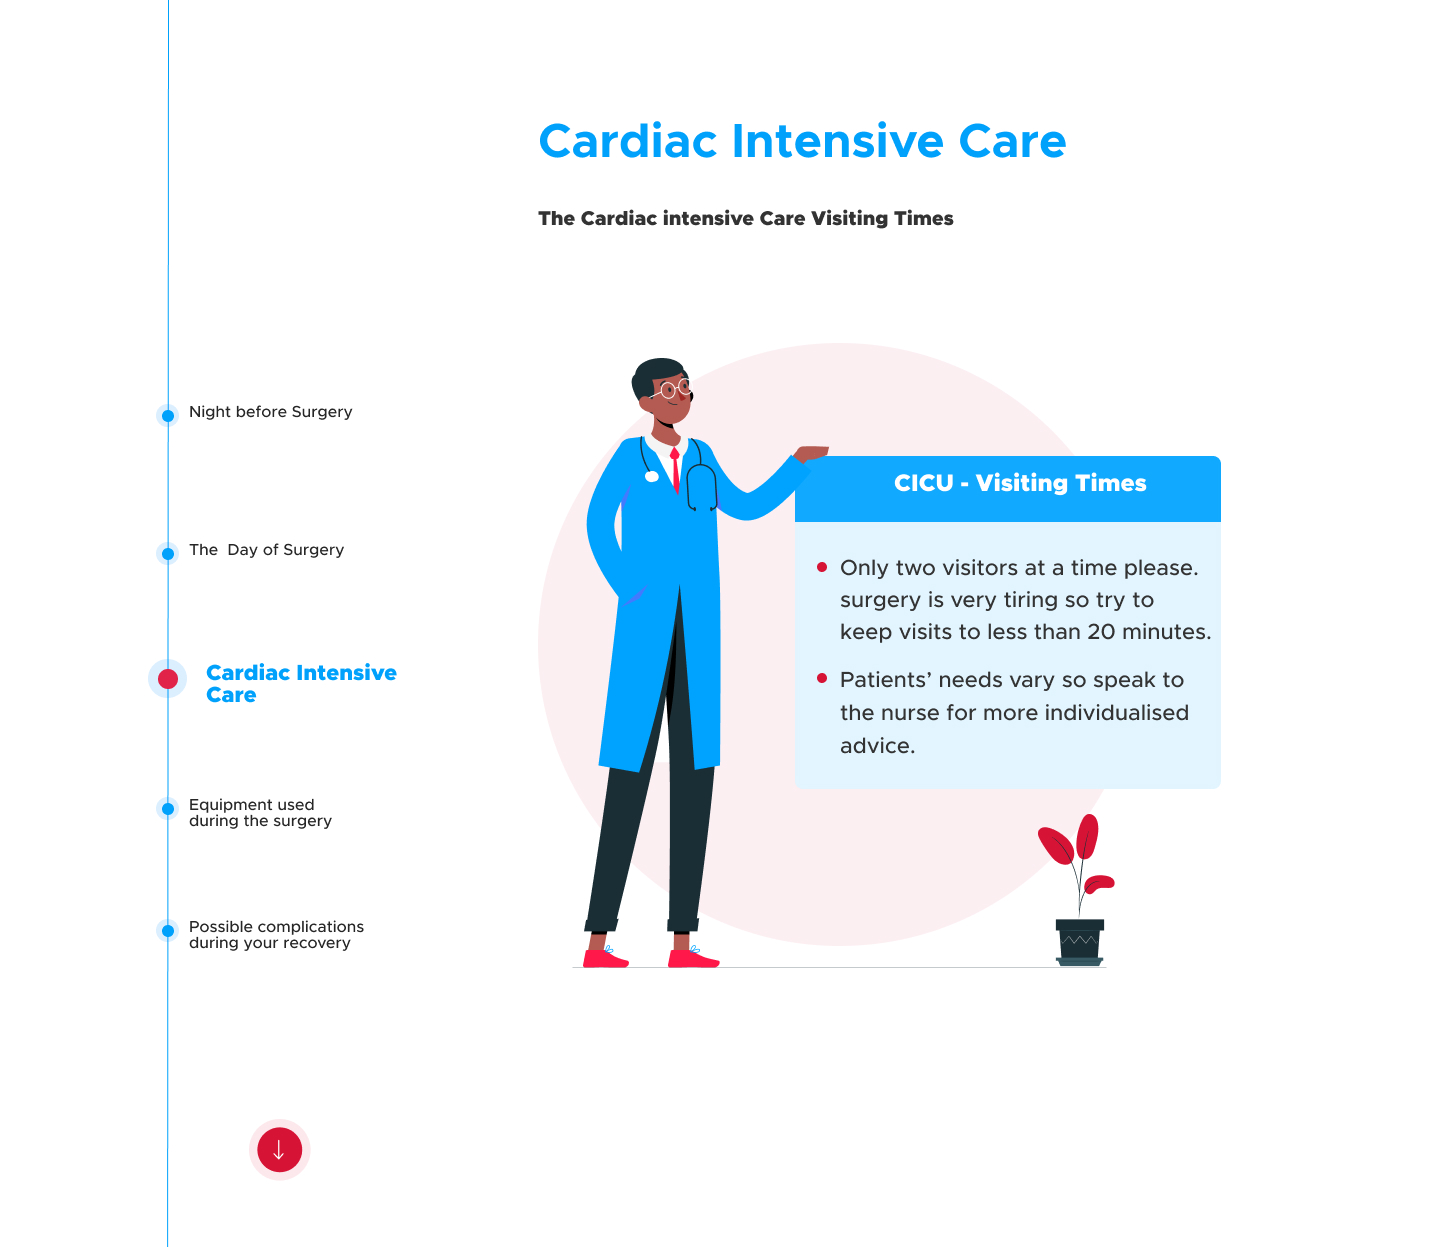 Cardiac Intensive Care
The Cardiac intensive Care Visiting Times
Night before Surgery
The  Day of Surgery
Cardiac Intensive
Care
Equipment used
during the surgery
Possible complications
during your recovery
CICU - Visiting Times
Only two visitors at a time please.
surgery is very tiring so try to
keep visits to less than 20 minutes.
Patients’ needs vary so speak to
the nurse for more individualised
advice.